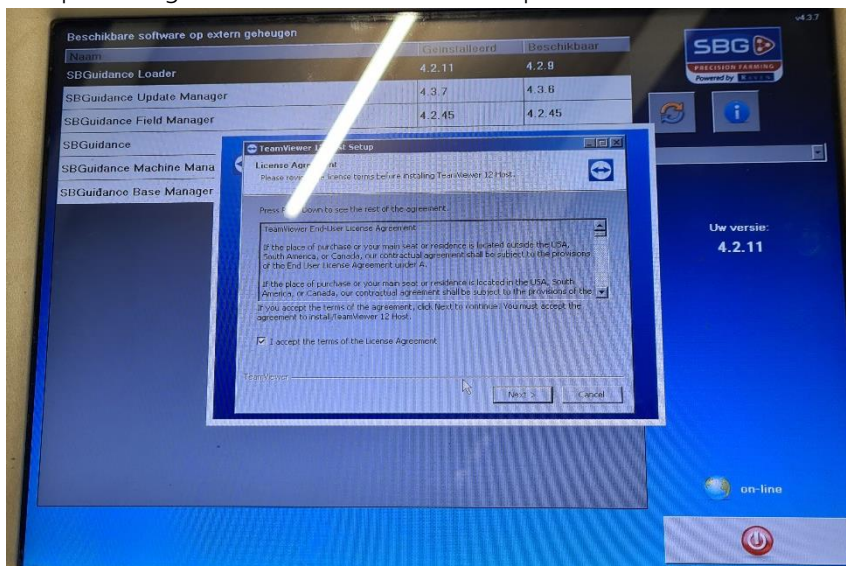 v4.3.7
Beschikbare software op extern geheugen
Naam Geinstalleerd Beschikbaar
SBG
PRECISION FARMING
Powered by RAVEN
SBGuidance Loader 4.2.11 4.2.9
SBGuidance Update Manager 4.3.7 4.3.6
SBGuidance Field Manager 4.2.45 4.2.45
SBGuidance
SBGuidance Machine Mana
SBGuidance Base Manager
TeamViewer Setup
License Agreement
Please review the license terms before installing TeamViewer 12 Host.
Press Down to see the rest of the agreement.
TeamViewer End-User License Agreement
If the place of purchase or your main seat or residence is located outside the USA,
South America, or Canada, our contractual agreement shall be subject to the provisions
of the End User License Agreement under A.
If the place of purchase or your main seat or residence is located in the USA, South
America, or Canada, our contractual agreement shall be subject to the provisions of the
If you accept the terms of the agreement, click Next to continue. You must accept the
agreement to install TeamViewer 12 Host.
I accept the terms of the License Agreement
TeamViewer
Next > Cancel
Uw versie:
4.2.11
on-line